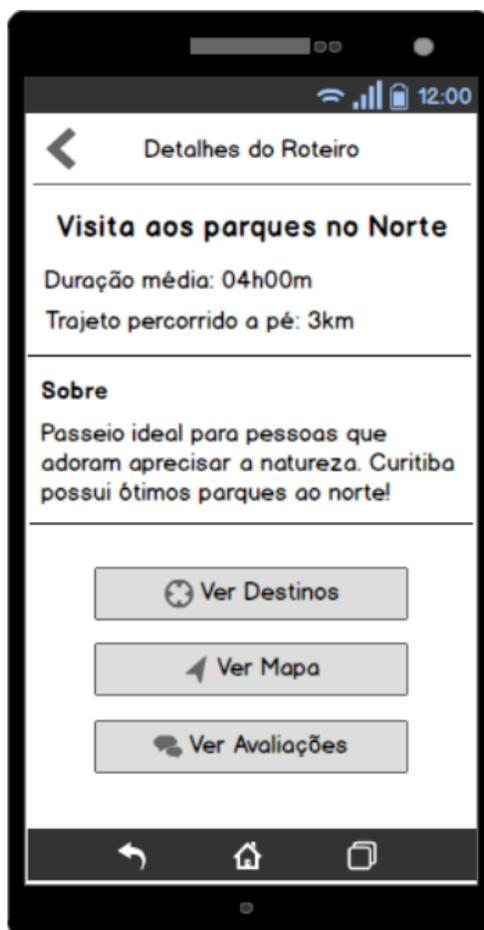 12:00
Detalhes do Roteiro
Visita aos parques no Norte
Duração média: 04h00m
Trajeto percorrido a pé: 3km
Sobre
Passeio ideal para pessoas que
adoram aprecisar a natureza. Curitiba
possui ótimos parques ao norte!
Ver Destinos
Ver Mapa
Ver Avaliações